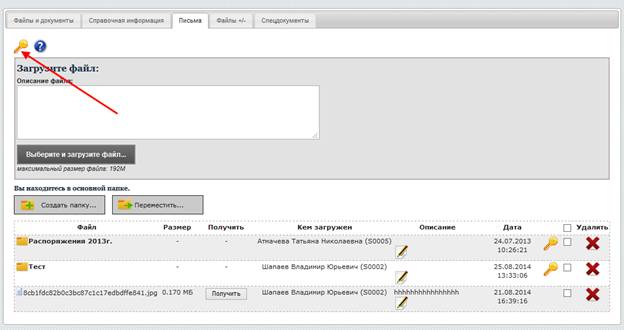 Файлы и документы Справочная информация Письма Файлы +/- Спецдокументы
Загрузите файл:
Описание файла:
Выберите и загрузите файл...
максимальный размер файла: 192M
Вы находитесь в основной папке.
Создать папку... Переместить...
Файл Размер Получить Кем загружен Описание Дата Удалить
Распоряжения 2013г. - - Атмачева Татьяна Николаевна (S0005) 24.07.2013
10:26:21
Тест - - Шапаев Владимир Юрьевич (S0002) 25.08.2014
13:33:06
8cb1fdc82b0c3bc87c1c17edbdffe841.jpg 0.170 МБ Получить Шапаев Владимир Юрьевич (S0002) hhhhhhhhhhhhhhhh 21.08.2014
16:39:16